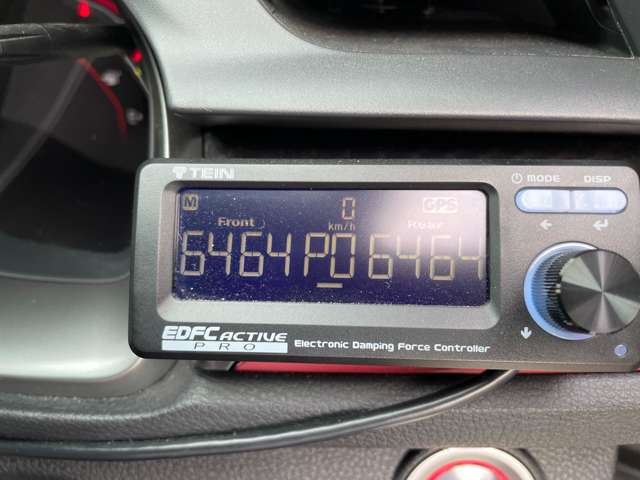 TEIN
MODE DISP
M 0 GPS
Front km/h Rear
6464 P0 6464
EDFC ACTIVE
PRO
Electronic Damping Force Controller